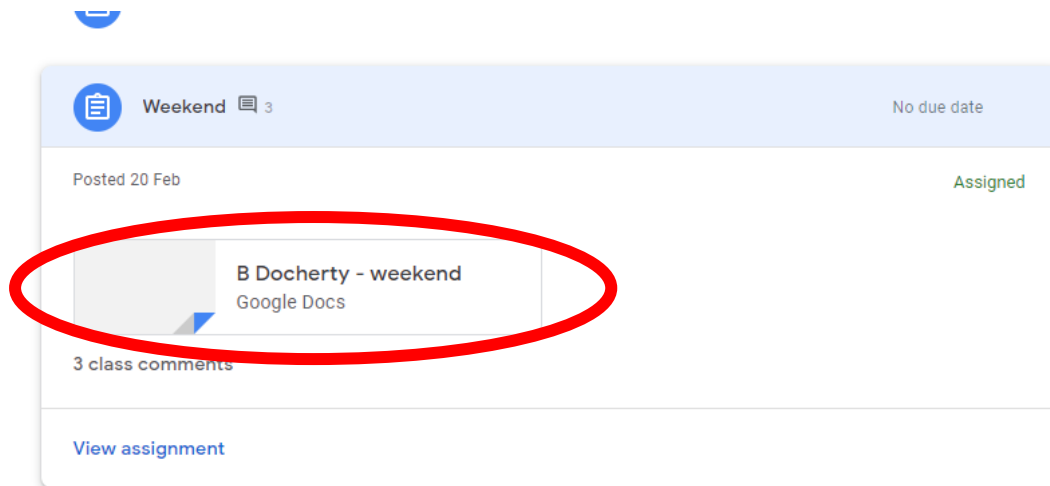 Weekend 3 No due date
Posted 20 Feb Assigned
B Docherty - weekend
Google Docs
3 class comments
View assignment